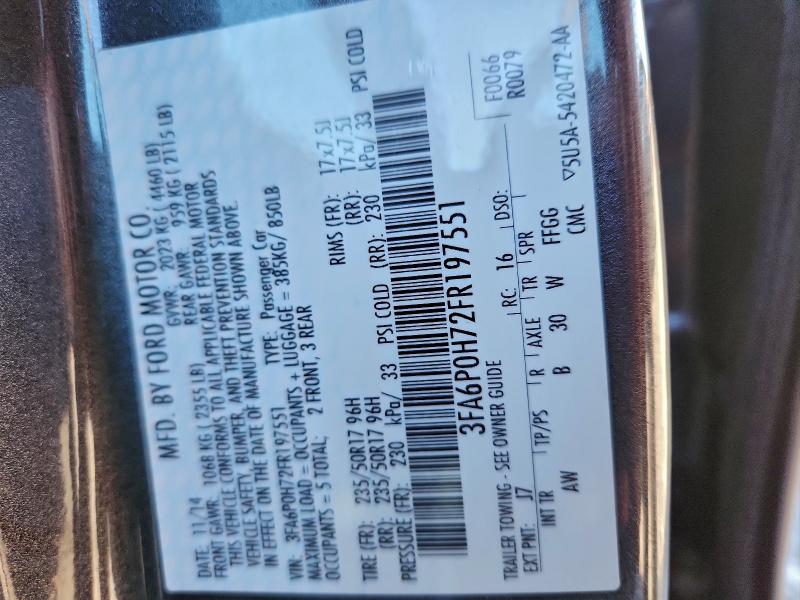 MFD. BY FORD MOTOR CO.
DATE: 11/14 GVWR: 2023 KG ( 4460 LB)
FRONT GAWR: 1068 KG ( 2355 LB) REAR GAWR: 959 KG ( 2115 LB)
THIS VEHICLE CONFORMS TO ALL APPLICABLE FEDERAL MOTOR
VEHICLE SAFETY, BUMPER, AND THEFT PREVENTION STANDARDS
IN EFFECT ON THE DATE OF MANUFACTURE SHOWN ABOVE.
VIN: 3FA6P0H72FR197551 TYPE: Passenger Car
MAXIMUM LOAD = OCCUPANTS + LUGGAGE = 385KG/ 850LB
OCCUPANTS = 5 TOTAL; 2 FRONT, 3 REAR
TIRE (FR): 235/50R17 96H RIMS (FR): 17x7.5J
(RR): 235/50R17 96H (RR): 17x7.5J
PRESSURE (FR): 230 kPa/ 33 PSI COLD (RR): 230 kPa/ 33 PSI COLD
3FA6P0H72FR197551
F0066
R0079
TRAILER TOWING - SEE OWNER GUIDE
EXT PNT: J7 RC: 16 DSO:
INT TR TP/PS R AXLE TR SPR
AW B 30 W FFGG
CMC ▽5U5A-5420472-AA